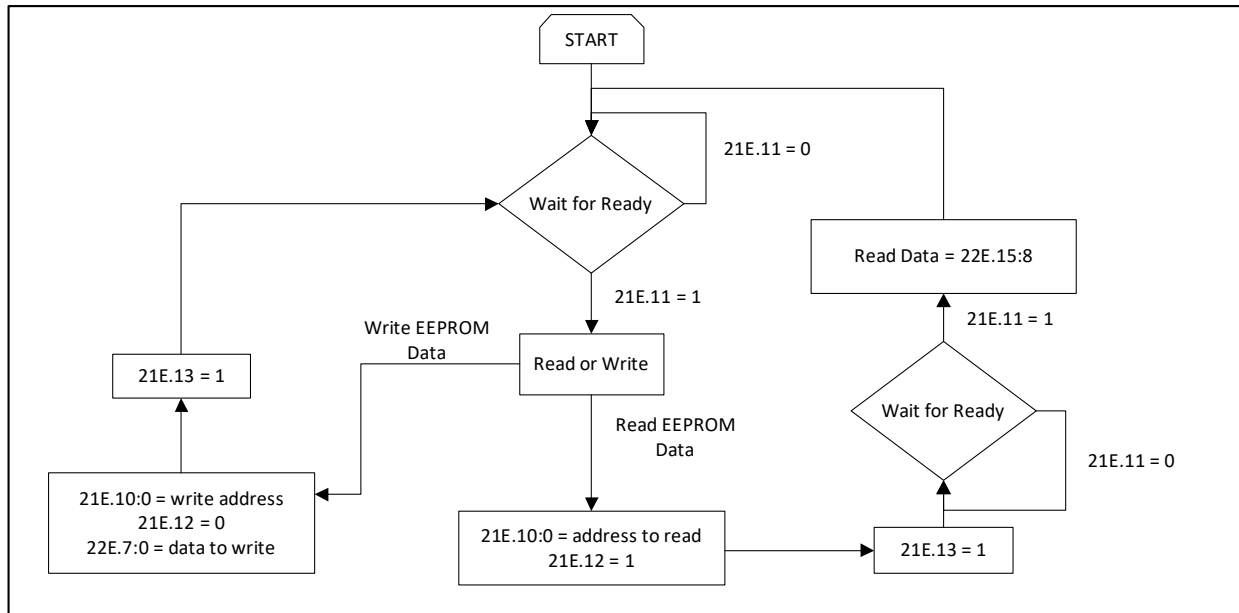 START
21E.11 = 0
Wait for Ready
Read Data = 22E.15:8
21E.11 = 1
21E.11 = 1
Write EEPROM
Data
Read or Write
21E.13 = 1
Wait for Ready
Read EEPROM
Data
21E.11 = 0
21E.10:0 = write address
21E.12 = 0
22E.7:0 = data to write
21E.10:0 = address to read
21E.12 = 1
21E.13 = 1